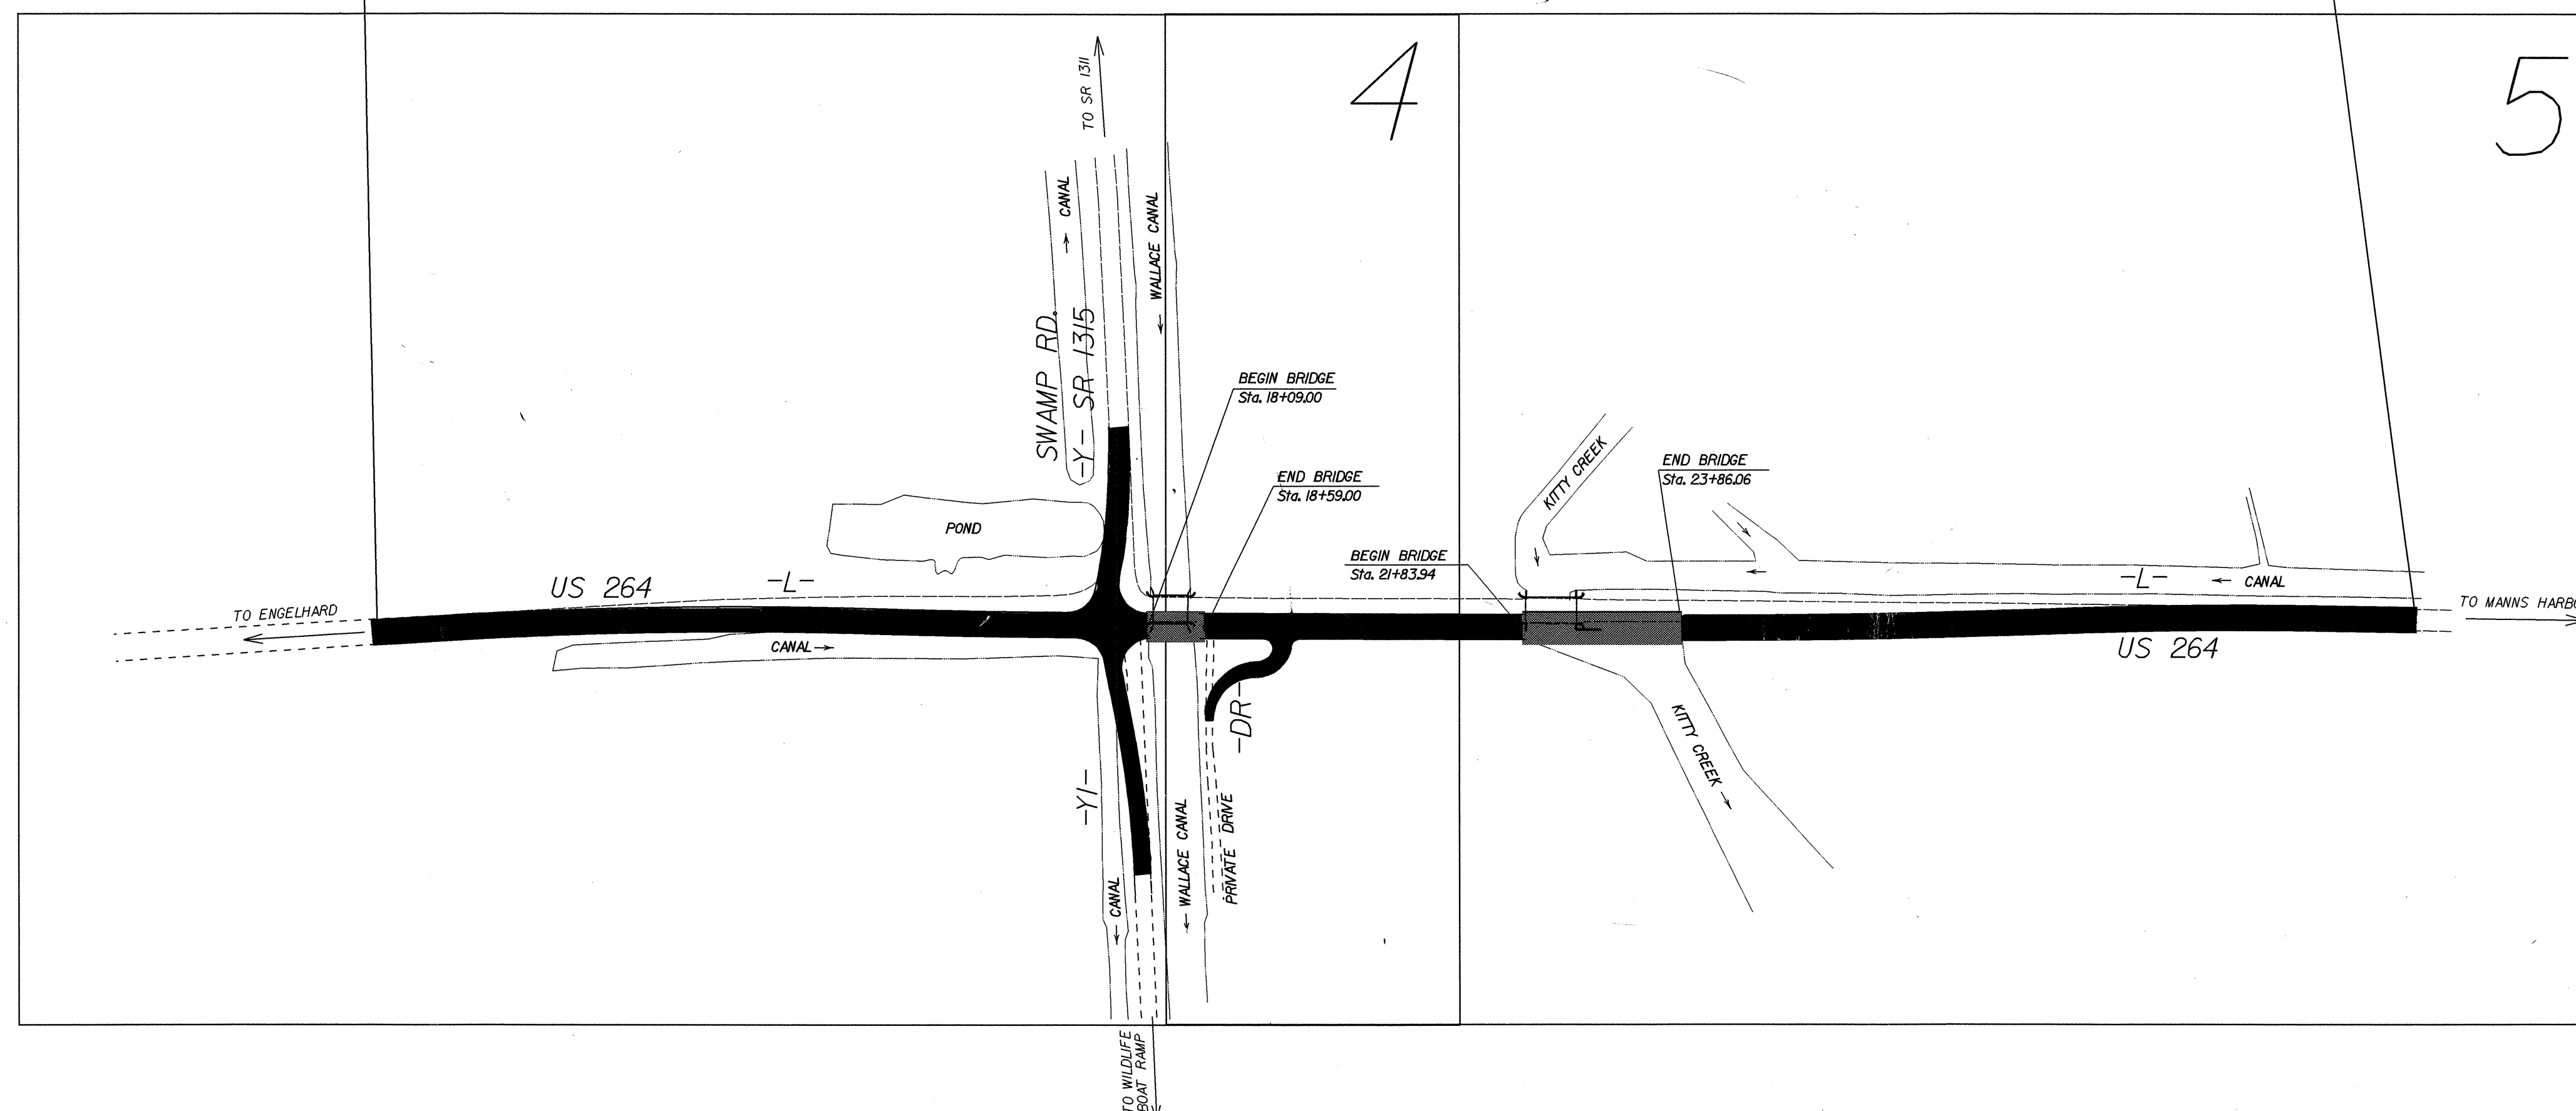 4
5
TO SR 1311
CANAL
WALLACE CANAL
SWAMP RD.
-Y- SR 1315
BEGIN BRIDGE
Sta. 18+09.00
END BRIDGE
Sta. 18+59.00
KITTY CREEK
END BRIDGE
Sta. 23+86.06
BEGIN BRIDGE
Sta. 21+83.94
POND
US 264
-L-
-L-
CANAL
TO ENGELHARD
TO MANNS HARBO
CANAL
US 264
-DR-
KITTY CREEK
-Y1-
WALLACE CANAL
PRIVATE DRIVE
CANAL
TO WILDLIFE
BOAT RAMP